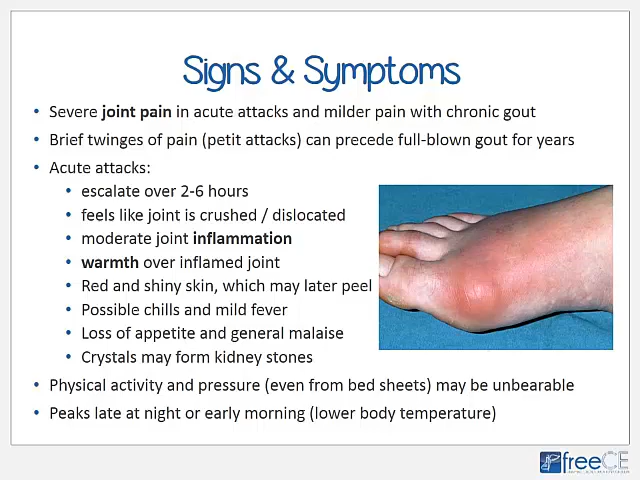 Signs & Symptoms
• Severe joint pain in acute attacks and milder pain with chronic gout
• Brief twinges of pain (petit attacks) can precede full-blown gout for years
• Acute attacks:
• escalate over 2-6 hours
• feels like joint is crushed / dislocated
• moderate joint inflammation
• warmth over inflamed joint
• Red and shiny skin, which may later peel
• Possible chills and mild fever
• Loss of appetite and general malaise
• Crystals may form kidney stones
• Physical activity and pressure (even from bed sheets) may be unbearable
• Peaks late at night or early morning (lower body temperature)
freeCE